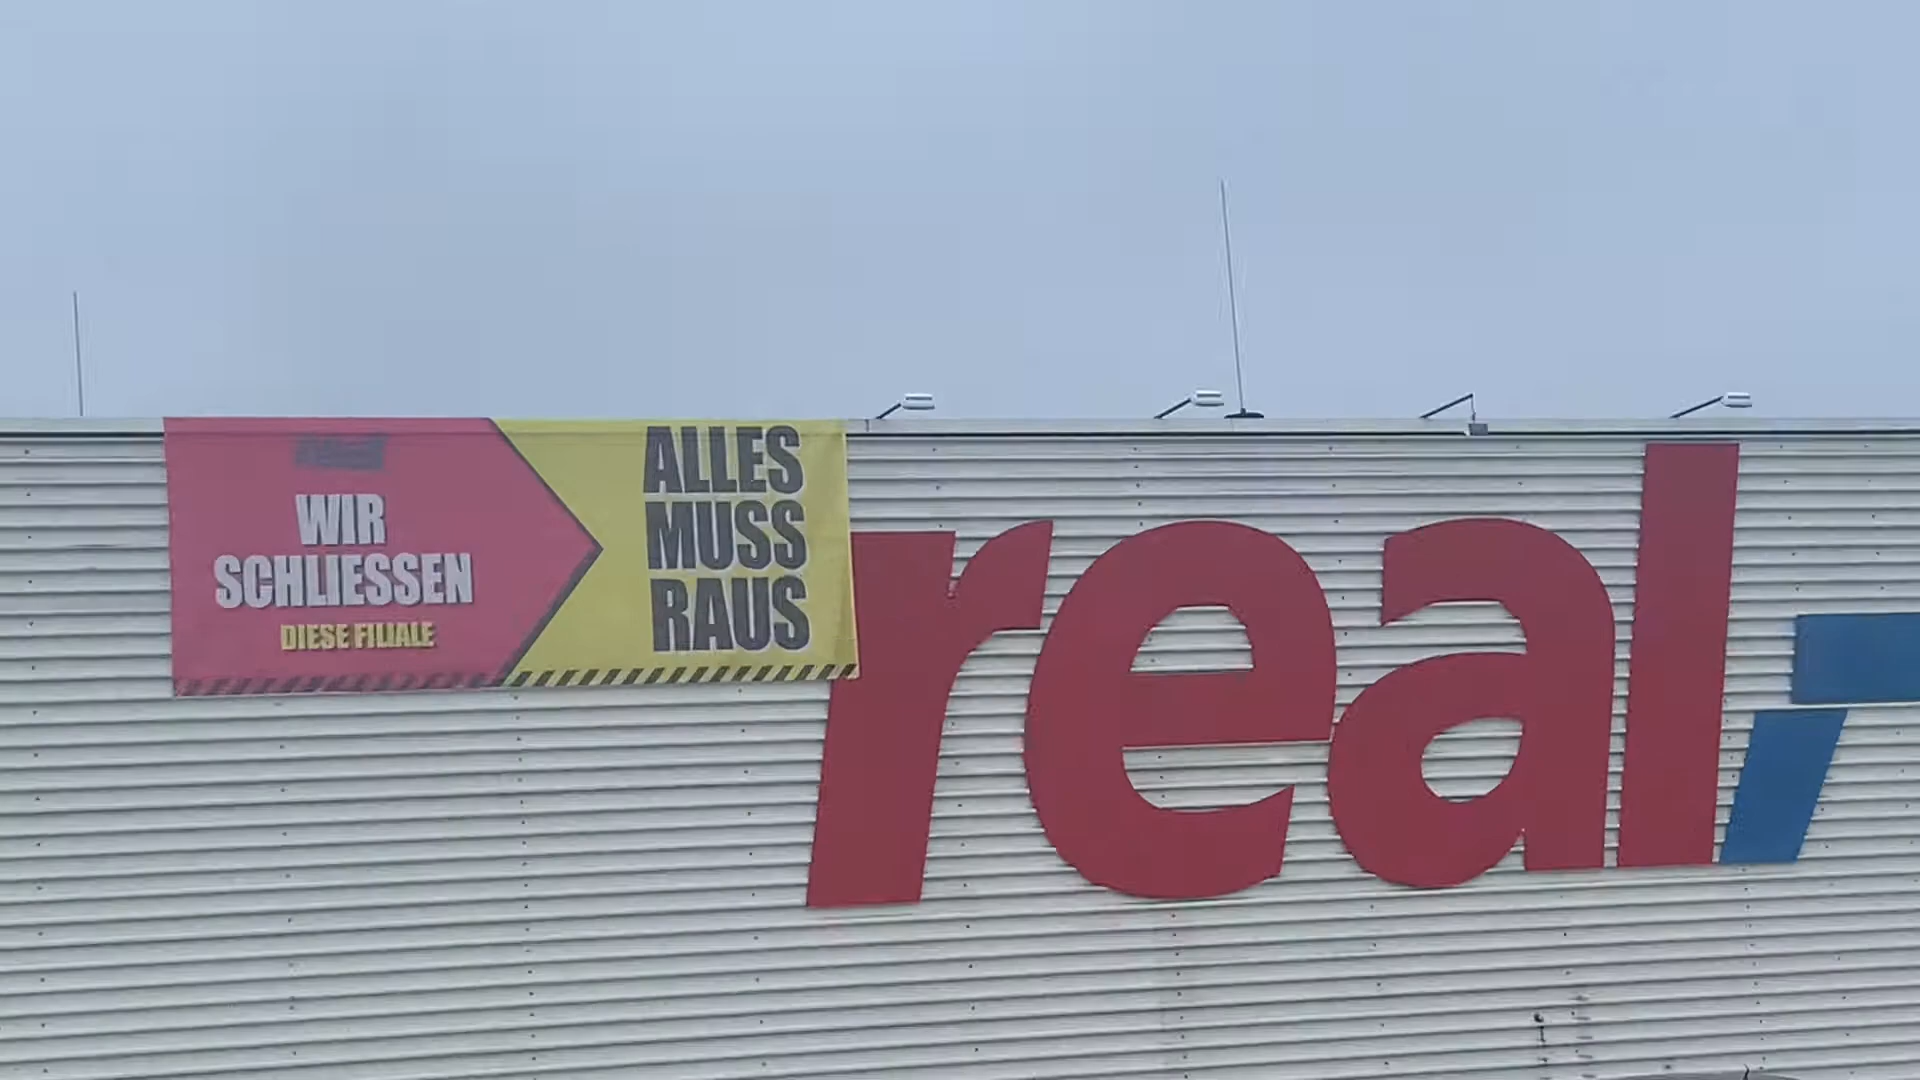 WIR
SCHLIESSEN
DIESE FILIALE
ALLES
MUSS
RAUS
real,-